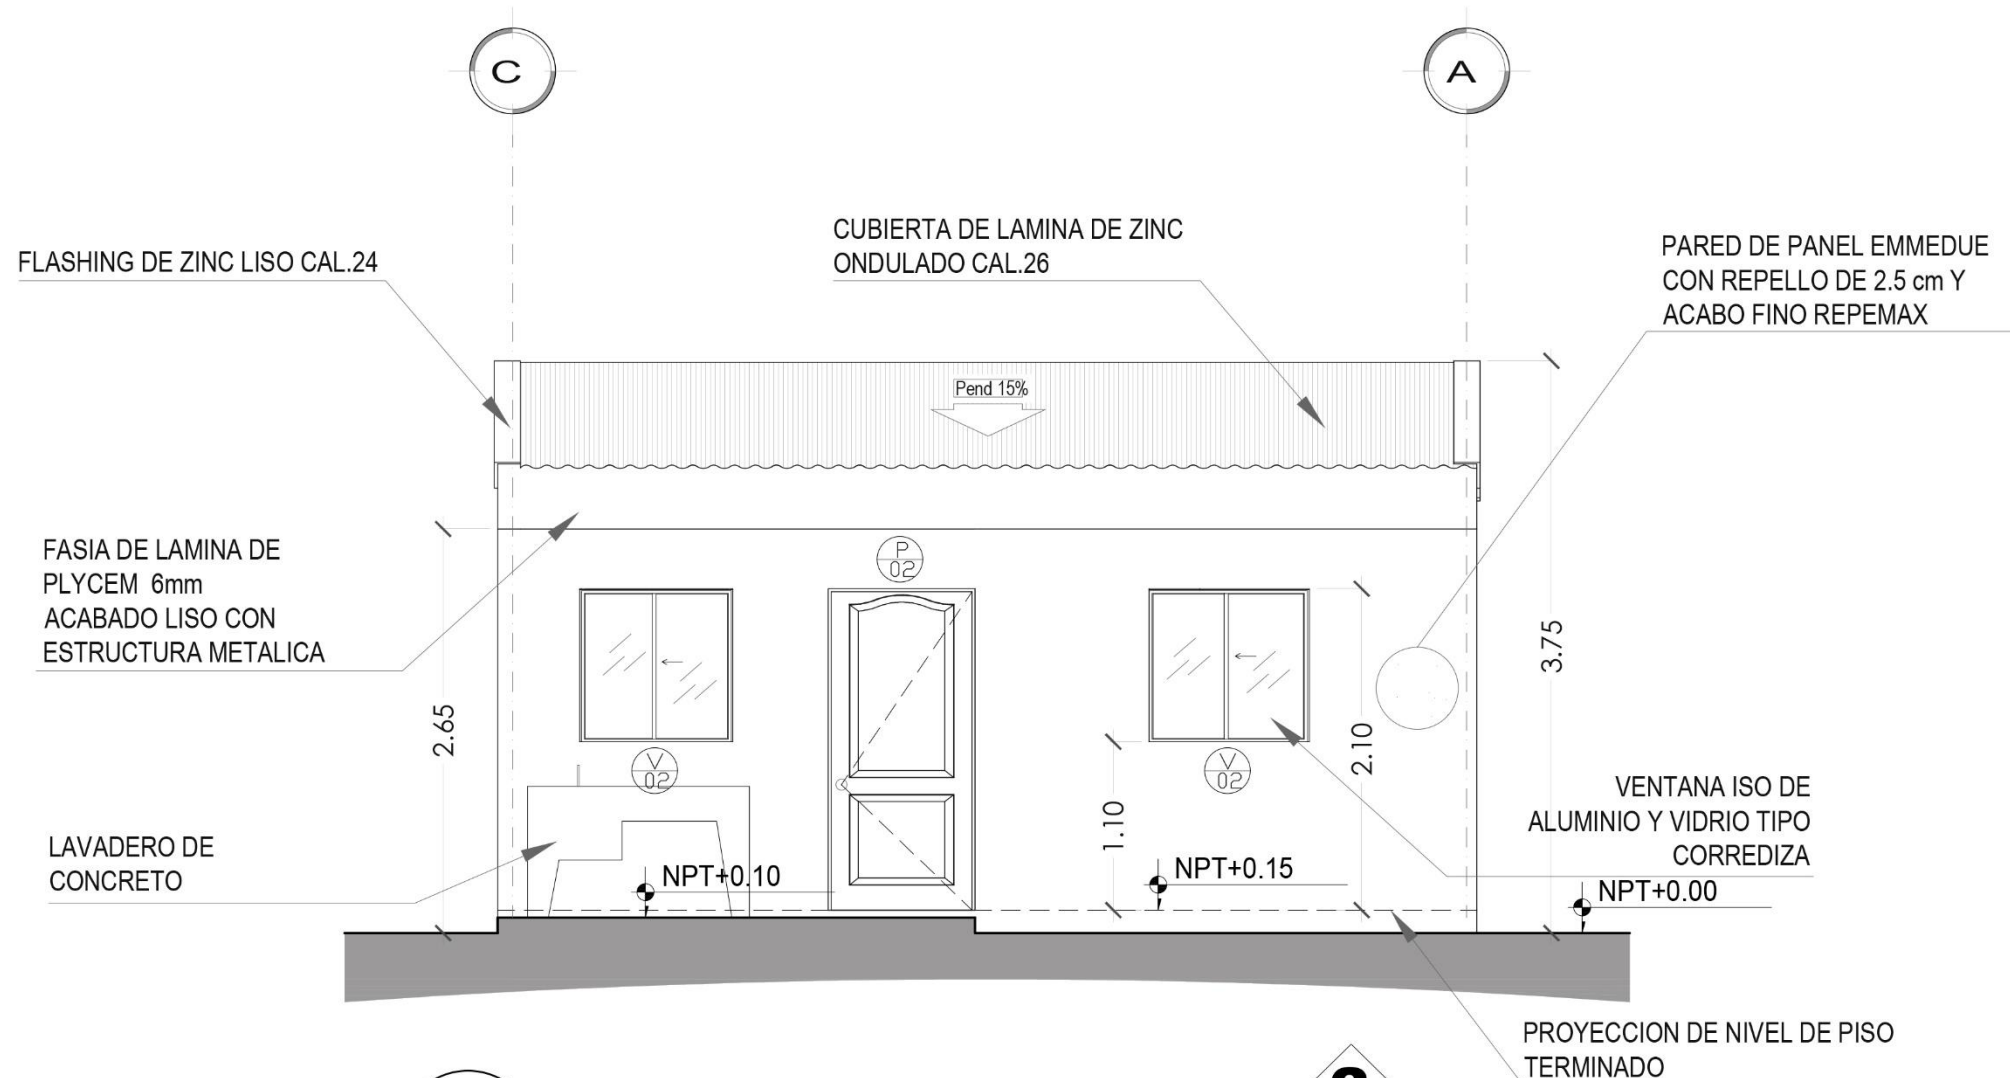 C
A
FLASHING DE ZINC LISO CAL.24
CUBIERTA DE LAMINA DE ZINC
ONDULADO CAL.26
PARED DE PANEL EMMEDUE
CON REPELLO DE 2.5 cm Y
ACABO FINO REPEMAX
Pend 15%
FASIA DE LAMINA DE
PLYCEM 6mm
ACABADO LISO CON
ESTRUCTURA METALICA
P
02
2.65
3.75
2.10
1.10
V
02
V
02
VENTANA ISO DE
ALUMINIO Y VIDRIO TIPO
CORREDIZA
LAVADERO DE
CONCRETO
NPT+0.10
NPT+0.15
NPT+0.00
PROYECCION DE NIVEL DE PISO
TERMINADO